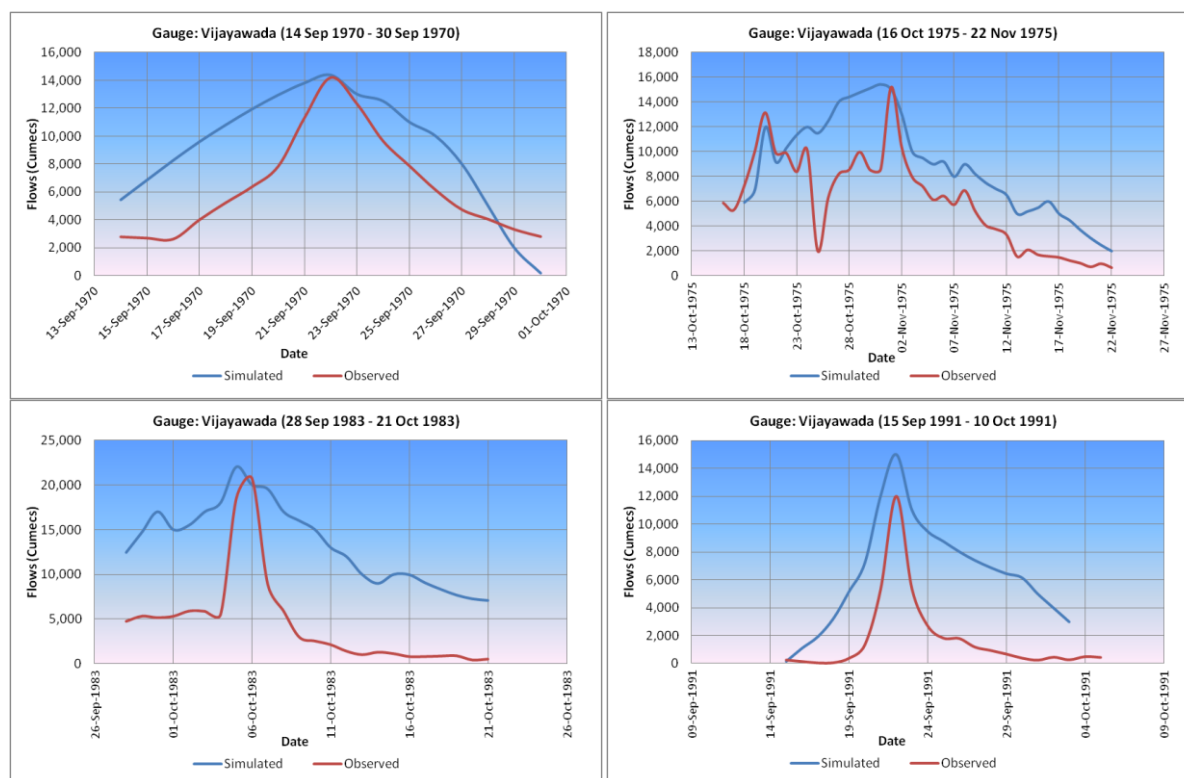 Gauge: Vijayawada (14 Sep 1970 - 30 Sep 1970)
Flows (Cumecs)
16,000
14,000
12,000
10,000
8,000
6,000
4,000
2,000
0
13-Sep-1970
15-Sep-1970
17-Sep-1970
19-Sep-1970
21-Sep-1970
23-Sep-1970
25-Sep-1970
27-Sep-1970
29-Sep-1970
01-Oct-1970
Date
Simulated Observed
Gauge: Vijayawada (16 Oct 1975 - 22 Nov 1975)
Flows (Cumecs)
18,000
16,000
14,000
12,000
10,000
8,000
6,000
4,000
2,000
0
13-Oct-1975
18-Oct-1975
23-Oct-1975
28-Oct-1975
02-Nov-1975
07-Nov-1975
12-Nov-1975
17-Nov-1975
22-Nov-1975
27-Nov-1975
Date
Simulated Observed
Gauge: Vijayawada (28 Sep 1983 - 21 Oct 1983)
Flows (Cumecs)
25,000
20,000
15,000
10,000
5,000
0
26-Sep-1983
01-Oct-1983
06-Oct-1983
11-Oct-1983
16-Oct-1983
21-Oct-1983
26-Oct-1983
Date
Simulated Observed
Gauge: Vijayawada (15 Sep 1991 - 10 Oct 1991)
Flows (Cumecs)
16,000
14,000
12,000
10,000
8,000
6,000
4,000
2,000
0
09-Sep-1991
14-Sep-1991
19-Sep-1991
24-Sep-1991
29-Sep-1991
04-Oct-1991
09-Oct-1991
Date
Simulated Observed